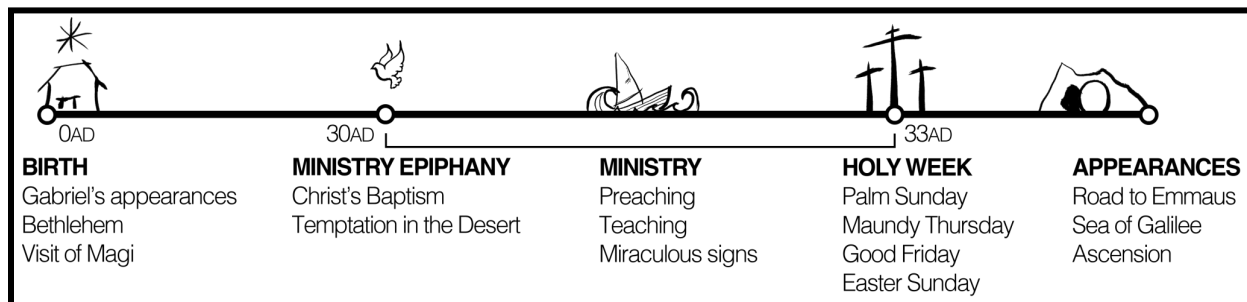 0AD
30AD
33AD
BIRTH
Gabriel's appearances
Bethlehem
Visit of Magi
MINISTRY EPIPHANY
Christ's Baptism
Temptation in the Desert
MINISTRY
Preaching
Teaching
Miraculous signs
HOLY WEEK
Palm Sunday
Maundy Thursday
Good Friday
Easter Sunday
APPEARANCES
Road to Emmaus
Sea of Galilee
Ascension